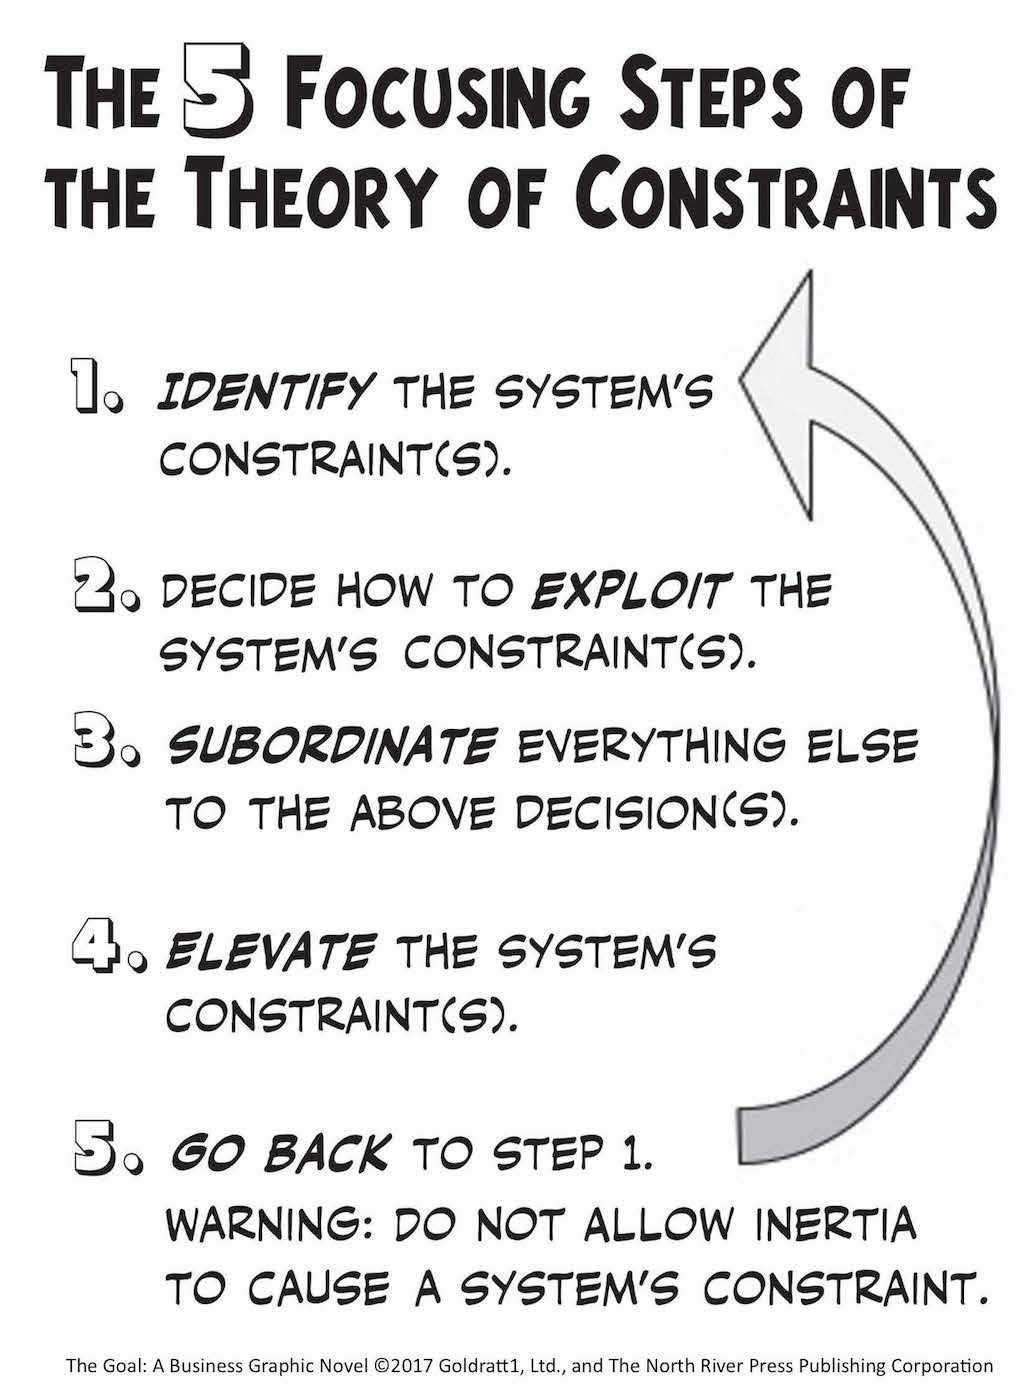 THE 5 FOCUSING STEPS OF
THE THEORY OF CONSTRAINTS
1. IDENTIFY THE SYSTEM'S
CONSTRAINT(S).
2. DECIDE HOW TO EXPLOIT THE
SYSTEM'S CONSTRAINT(S).
3. SUBORDINATE EVERYTHING ELSE
TO THE ABOVE DECISION(S).
4. ELEVATE THE SYSTEM'S
CONSTRAINT(S).
5. GO BACK TO STEP 1.
WARNING: DO NOT ALLOW INERTIA
TO CAUSE A SYSTEM'S CONSTRAINT.
The Goal: A Business Graphic Novel ©2017 Goldratt1, Ltd., and The North River Press Publishing Corporation